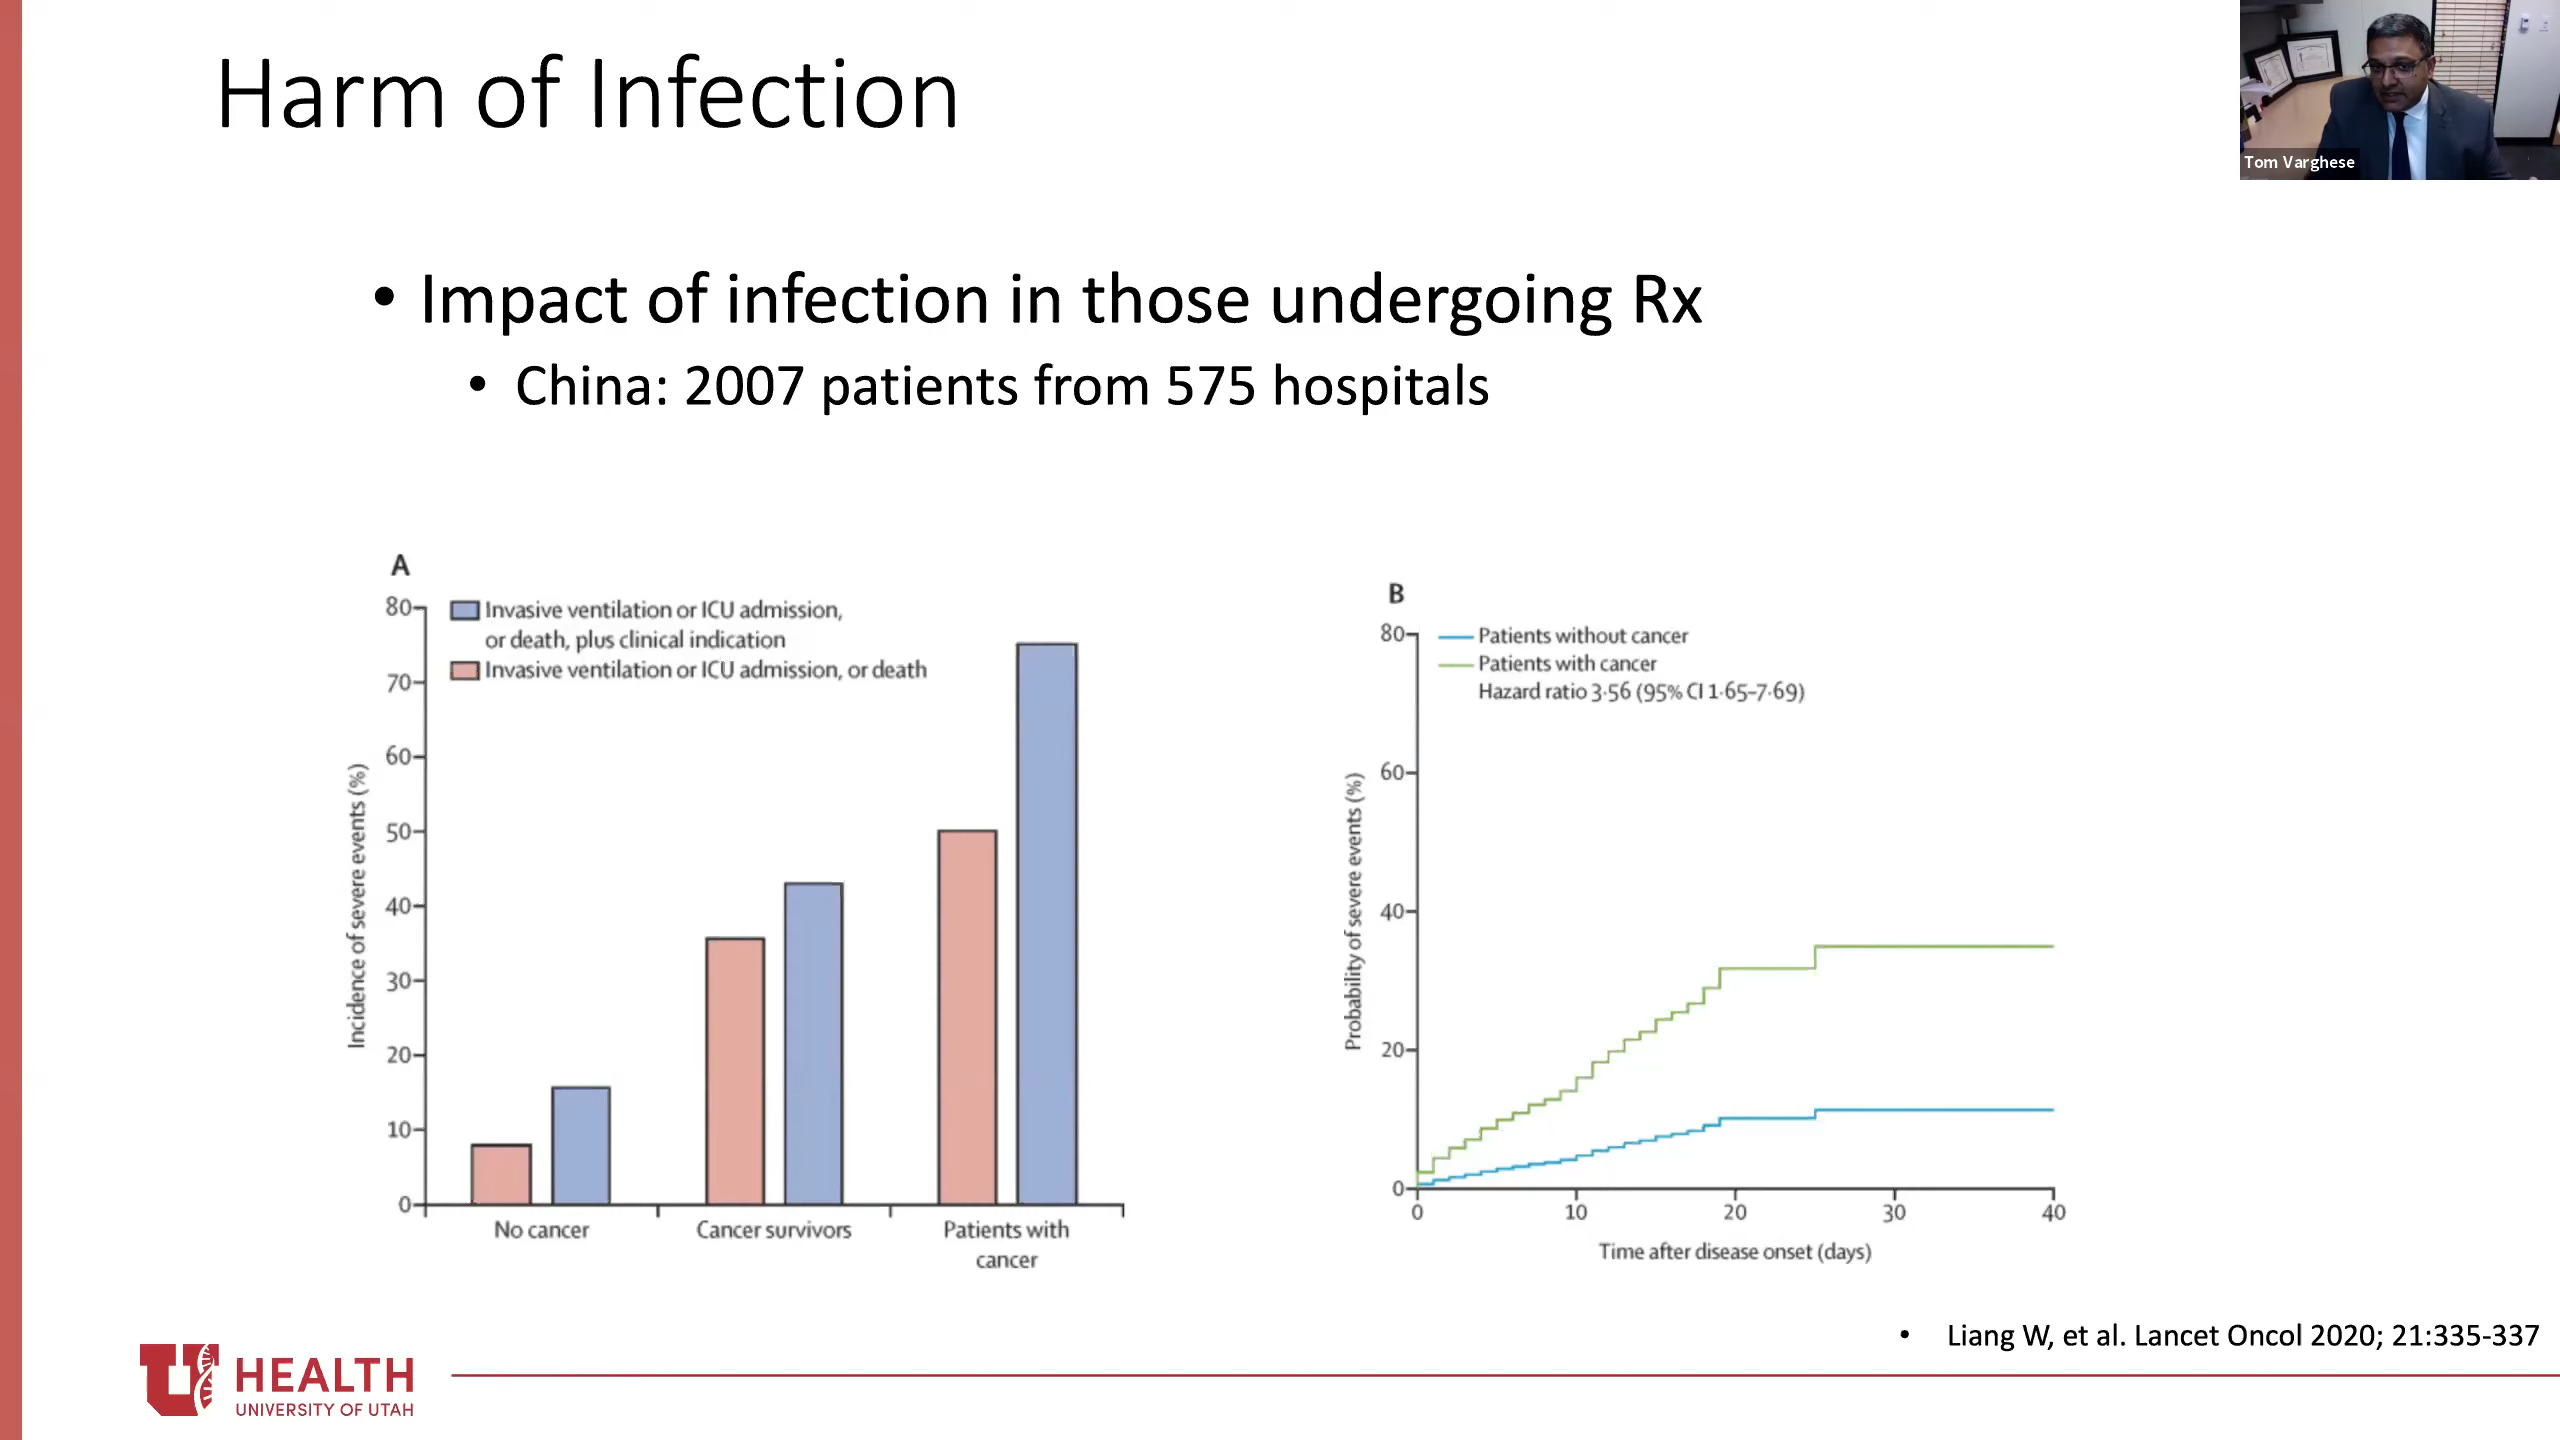 Harm of Infection
Tom Varghese
• Impact of infection in those undergoing Rx
• China: 2007 patients from 575 hospitals
A
Invasive ventilation or ICU admission,
or death, plus clinical indication
Invasive ventilation or ICU admission, or death
Incidence of severe events (%)
80
70
60
50
40
30
20
10
0
No cancer
Cancer survivors
Patients with
cancer
B
Patients without cancer
Patients with cancer
Hazard ratio 3·56 (95% CI 1·65–7·69)
Probability of severe events (%)
80
60
40
20
0
0 10 20 30 40
Time after disease onset (days)
• Liang W, et al. Lancet Oncol 2020; 21:335-337
U HEALTH
UNIVERSITY OF UTAH